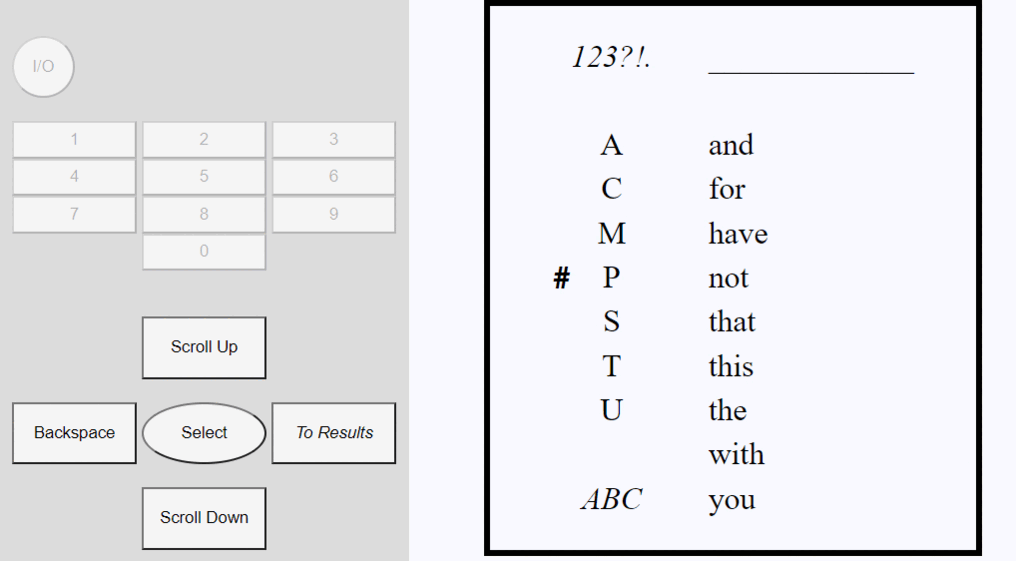 I/O
1 2 3
4 5 6
7 8 9
0
Scroll Up
Backspace Select To Results
Scroll Down
123?!.
A and
C for
M have
# P not
S that
T this
U the
with
ABC you